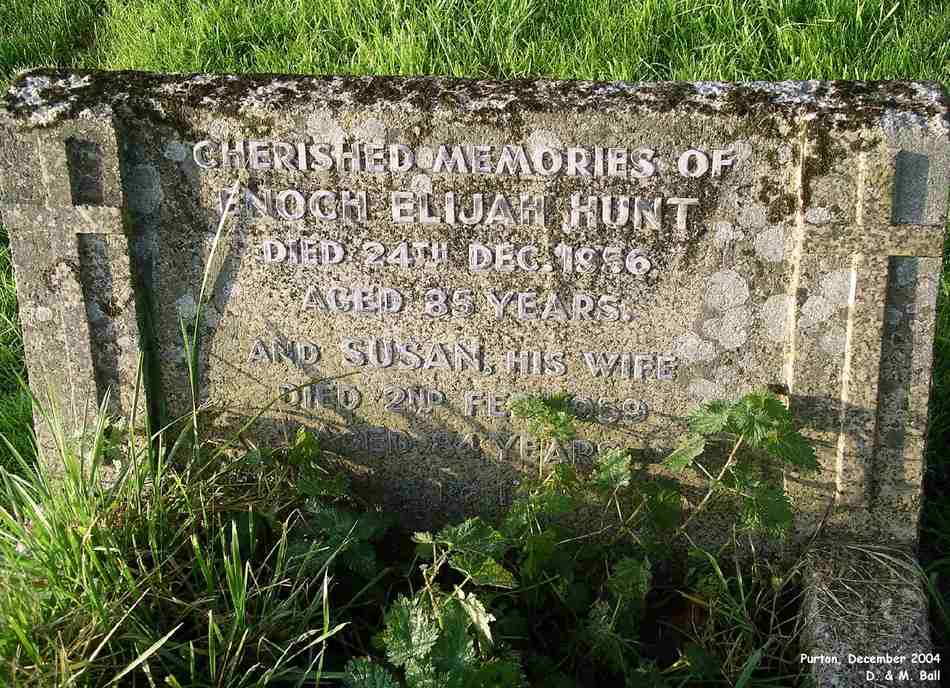 CHERISHED MEMORIES OF
ENOCH ELIJAH HUNT
DIED 24TH DEC. 1956
AGED 85 YEARS.
AND SUSAN, HIS WIFE
DIED 2ND
YEARS
Purton, December 2004
D. & M. Ball